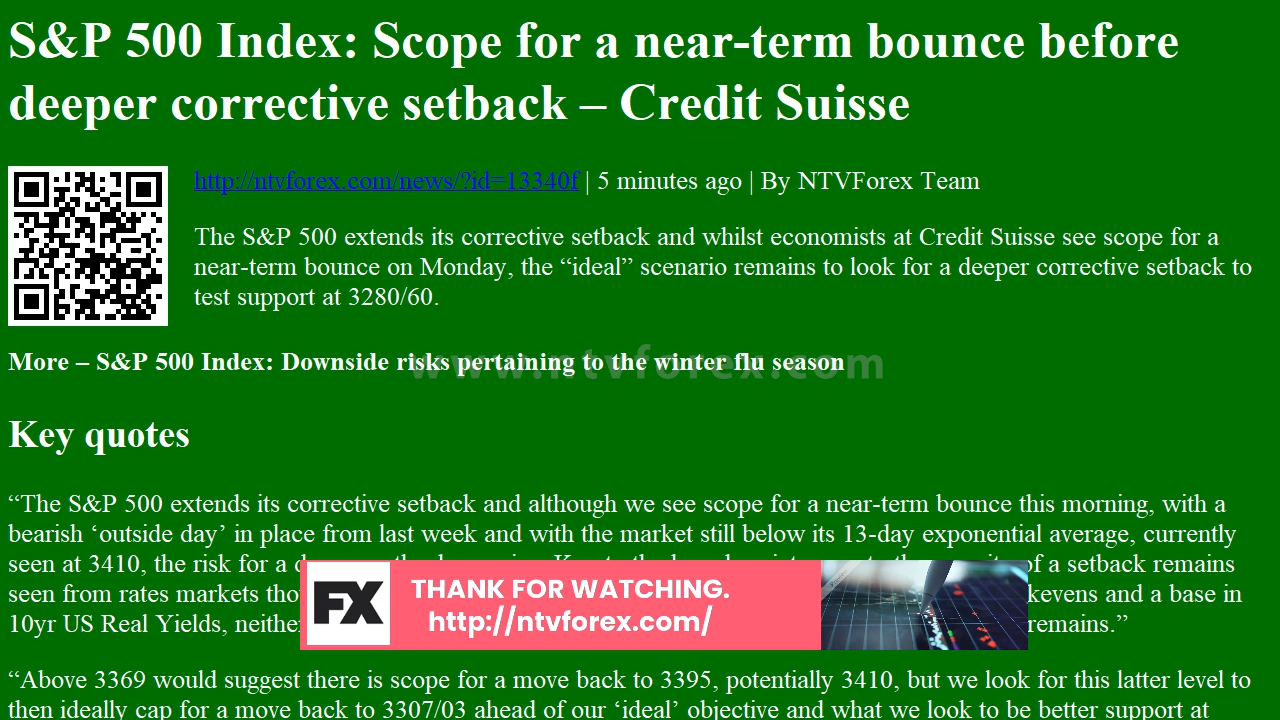 S&P 500 Index: Scope for a near-term bounce before
deeper corrective setback – Credit Suisse
http://ntvforex.com/news/?id=13340f | 5 minutes ago | By NTVForex Team
The S&P 500 extends its corrective setback and whilst economists at Credit Suisse see scope for a
near-term bounce on Monday, the “ideal” scenario remains to look for a deeper corrective setback to
test support at 3280/60.
More – S&P 500 Index: Downside risks pertaining to the winter flu season
www.ntvforex.com
Key quotes
“The S&P 500 extends its corrective setback and although we see scope for a near-term bounce this morning, with a
bearish ‘outside day’ in place from last week and with the market still below its 13-day exponential average, currently
seen at 3410, the risk for a of a setback remains
seen from rates markets kevens and a base in
10yr US Real Yields, remains.”
FX
THANK FOR WATCHING.
http://ntvforex.com/
“Above 3369 would suggest there is scope for a move back to 3395, potentially 3410, but we look for this latter level to
then ideally cap for a move back to 3307/03 ahead of our ‘ideal’ objective and what we look to be better support at